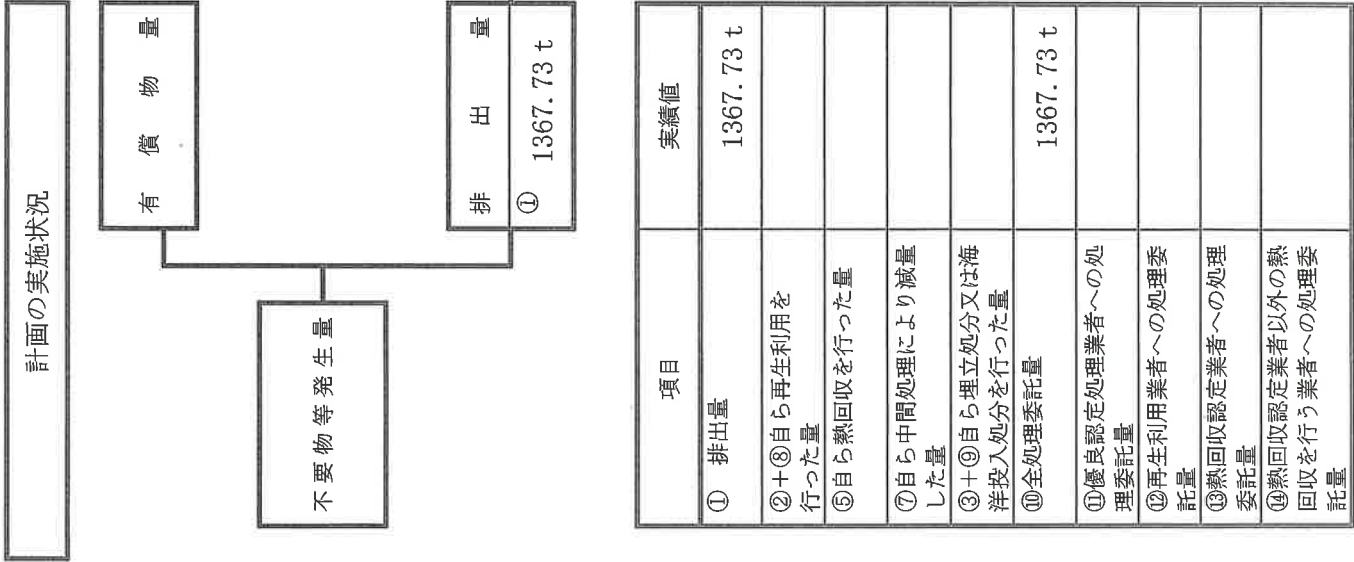 計画の実施状況
有償物量
不要物等発生量
排出量
① 1367.73 t
項目 実績値
① 排出量 1367.73 t
②+⑧自ら再生利用を
行った量
⑤自ら熱回収を行った量
⑦自ら中間処理により減量
した量
③+⑨自ら埋立処分又は海
洋投入処分を行った量
⑩全処理委託量 1367.73 t
⑪優良認定処理業者への処
理委託量
⑫再生利用業者への処理委
託量
⑬熱回収認定業者への処理
委託量
⑭熱回収認定業者以外の熱
回収を行う業者への処理委
託量